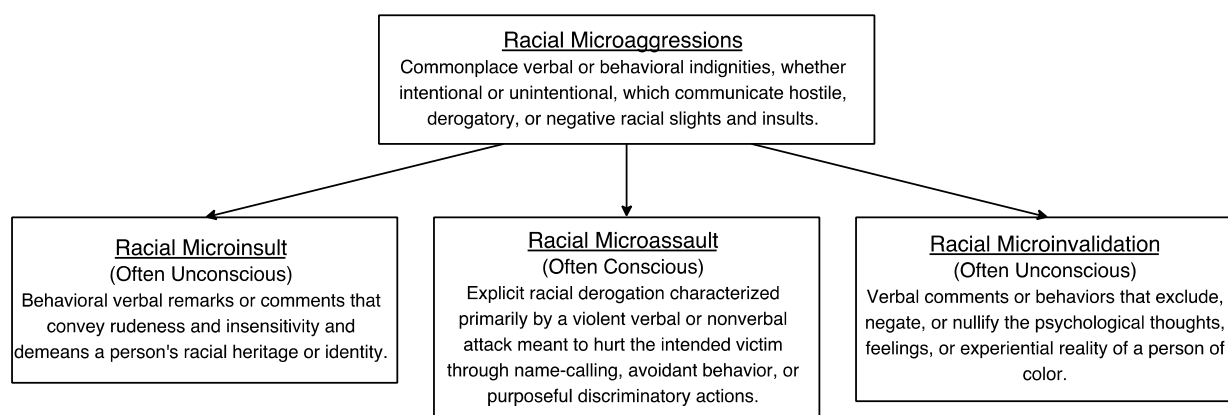 Racial Microaggressions
Commonplace verbal or behavioral indignities, whether
intentional or unintentional, which communicate hostile,
derogatory, or negative racial slights and insults.
Racial Microinsult
(Often Unconscious)
Behavioral verbal remarks or comments that
convey rudeness and insensitivity and
demeans a person's racial heritage or identity.
Racial Microassault
(Often Conscious)
Explicit racial derogation characterized
primarily by a violent verbal or nonverbal
attack meant to hurt the intended victim
through name-calling, avoidant behavior, or
purposeful discriminatory actions.
Racial Microinvalidation
(Often Unconscious)
Verbal comments or behaviors that exclude,
negate, or nullify the psychological thoughts,
feelings, or experiential reality of a person of
color.